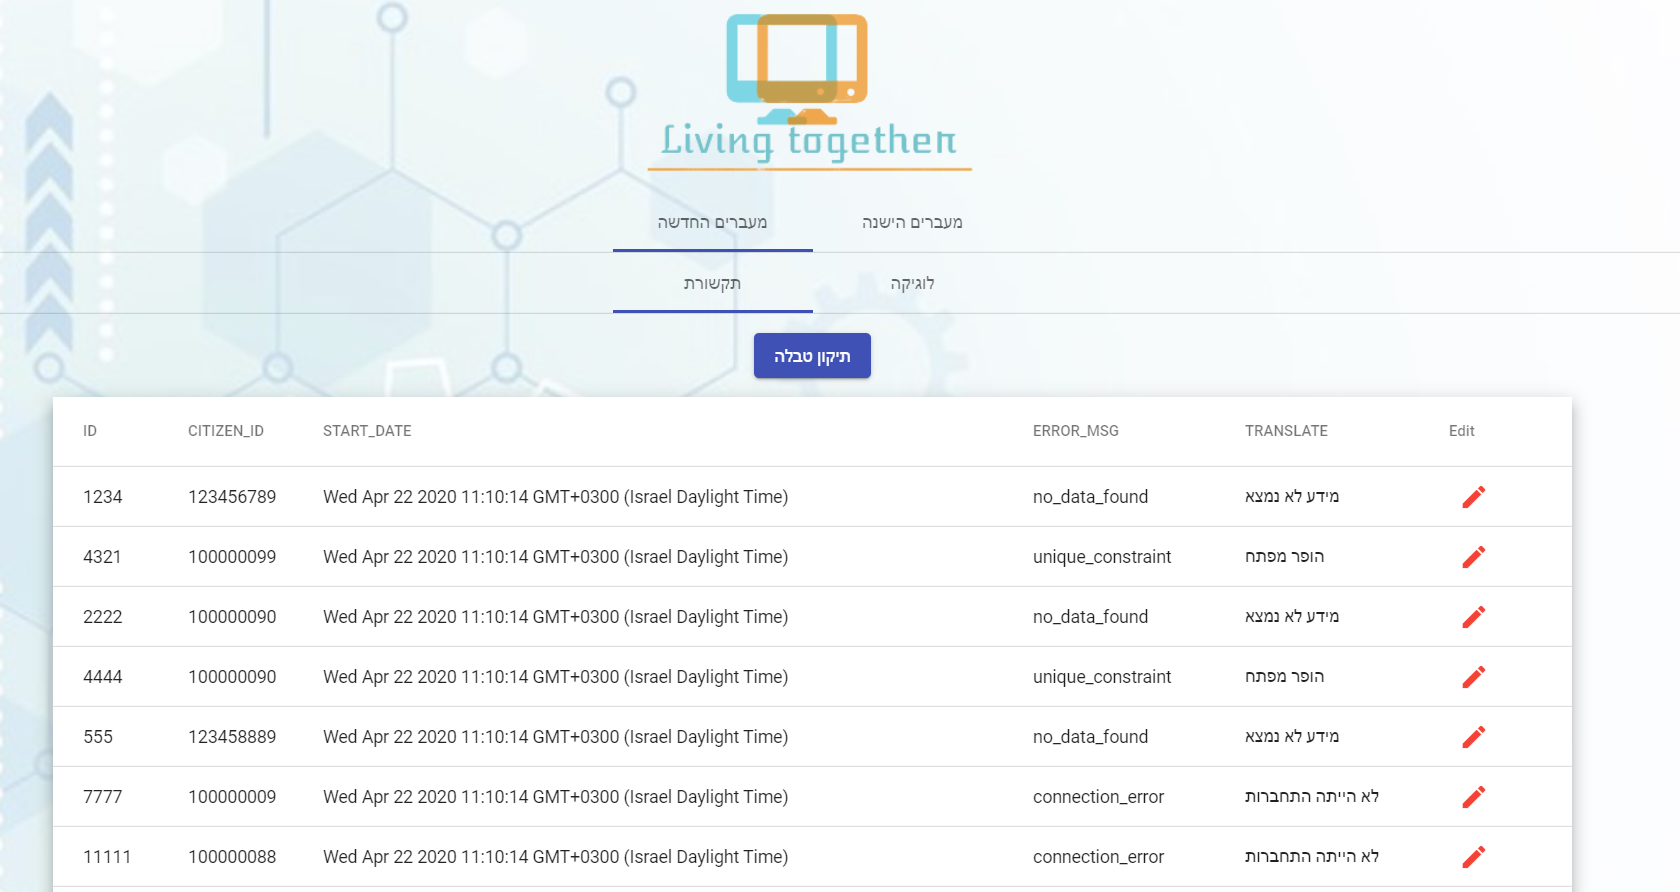 Living together
מעברים הישנה מעברים החדשה
לוגיקה תקשורת
תיקון טבלה
ID CITIZEN_ID START_DATE ERROR_MSG TRANSLATE Edit
1234 123456789 Wed Apr 22 2020 11:10:14 GMT+0300 (Israel Daylight Time) no_data_found מידע לא נמצא
4321 100000099 Wed Apr 22 2020 11:10:14 GMT+0300 (Israel Daylight Time) unique_constraint הופר מפתח
2222 100000090 Wed Apr 22 2020 11:10:14 GMT+0300 (Israel Daylight Time) no_data_found מידע לא נמצא
4444 100000090 Wed Apr 22 2020 11:10:14 GMT+0300 (Israel Daylight Time) unique_constraint הופר מפתח
555 123458889 Wed Apr 22 2020 11:10:14 GMT+0300 (Israel Daylight Time) no_data_found מידע לא נמצא
7777 100000009 Wed Apr 22 2020 11:10:14 GMT+0300 (Israel Daylight Time) connection_error לא הייתה התחברות
11111 100000088 Wed Apr 22 2020 11:10:14 GMT+0300 (Israel Daylight Time) connection_error לא הייתה התחברות